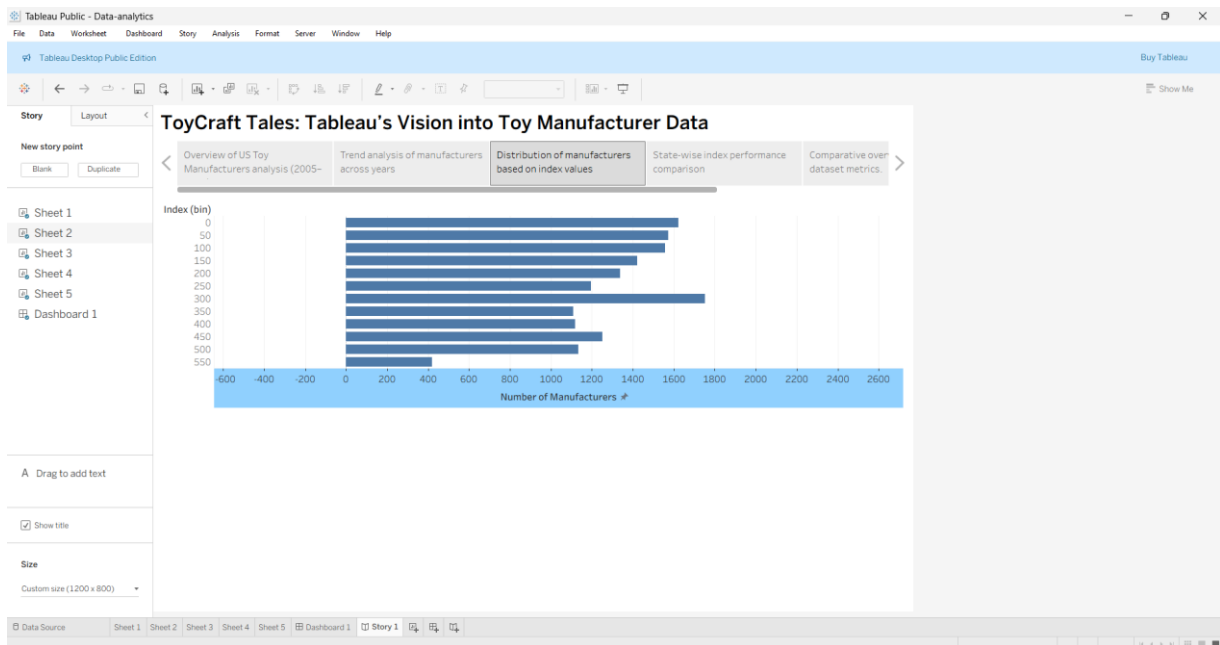 Tableau Public - Data-analytics
File Data Worksheet Dashboard Story Analysis Format Server Window Help
Tableau Desktop Public Edition
Buy Tableau
Show Me
Story Layout
New story point
Blank Duplicate
Sheet 1
Sheet 2
Sheet 3
Sheet 4
Sheet 5
Dashboard 1
A Drag to add text
Show title
Size
Custom size (1200 x 800)
ToyCraft Tales: Tableau's Vision into Toy Manufacturer Data
Overview of US Toy
Manufacturers analysis (2005–
Trend analysis of manufacturers
across years
Distribution of manufacturers
based on index values
State-wise index performance
comparison
Comparative over
dataset metrics.
Index (bin)
0
50
100
150
200
250
300
350
400
450
500
550
-600 -400 -200 0 200 400 600 800 1000 1200 1400 1600 1800 2000 2200 2400 2600
Number of Manufacturers
Data Source Sheet 1 Sheet 2 Sheet 3 Sheet 4 Sheet 5 Dashboard 1 Story 1